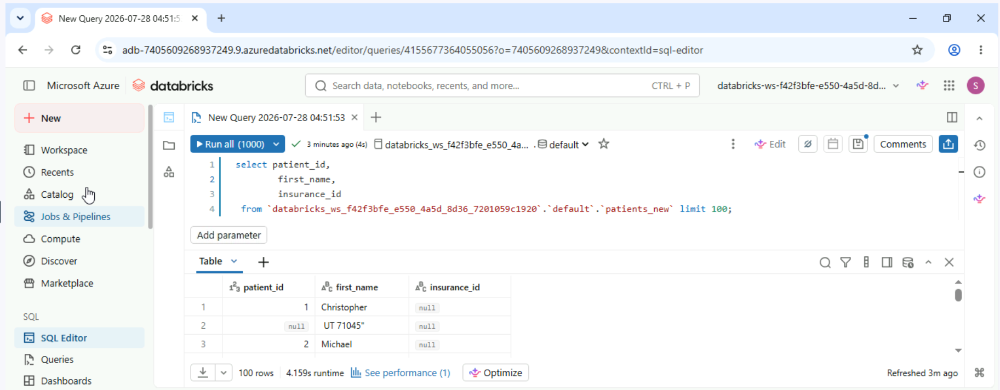 New Query 2026-07-28 04:51:5
adb-7405609268937249.9.azuredatabricks.net/editor/queries/4155677364055056?o=7405609268937249&contextId=sql-editor
Microsoft Azure databricks
Search data, notebooks, recents, and more... CTRL + P
databricks-ws-f42f3bfe-e550-4a5d-8d... S
New
Workspace
Recents
Catalog
Jobs & Pipelines
Compute
Discover
Marketplace
SQL
SQL Editor
Queries
Dashboards
New Query 2026-07-28 04:51:53
Run all (1000) 3 minutes ago (4s) databricks_ws_f42f3bfe_e550_4a... . default Edit Comments
1 select patient_id,
2 first_name,
3 insurance_id
4 from `databricks_ws_f42f3bfe_e550_4a5d_8d36_7201059c1920`.`default`.`patients_new` limit 100;
Add parameter
Table
patient_id first_name insurance_id
1 1 Christopher null
2 null UT 71045" null
3 2 Michael null
100 rows 4.159s runtime See performance (1) Optimize Refreshed 3m ago